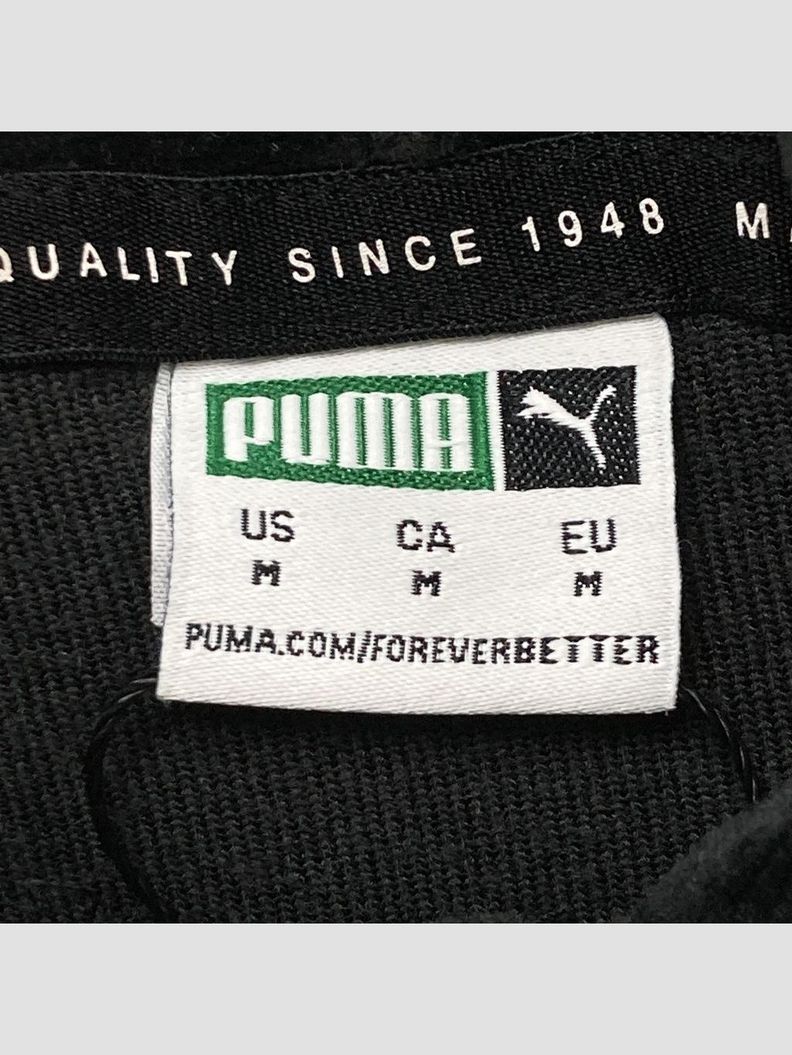 QUALITY SINCE 1948 M
PUMA
US CA EU
M M M
PUMA.COM/FOREVERBETTER